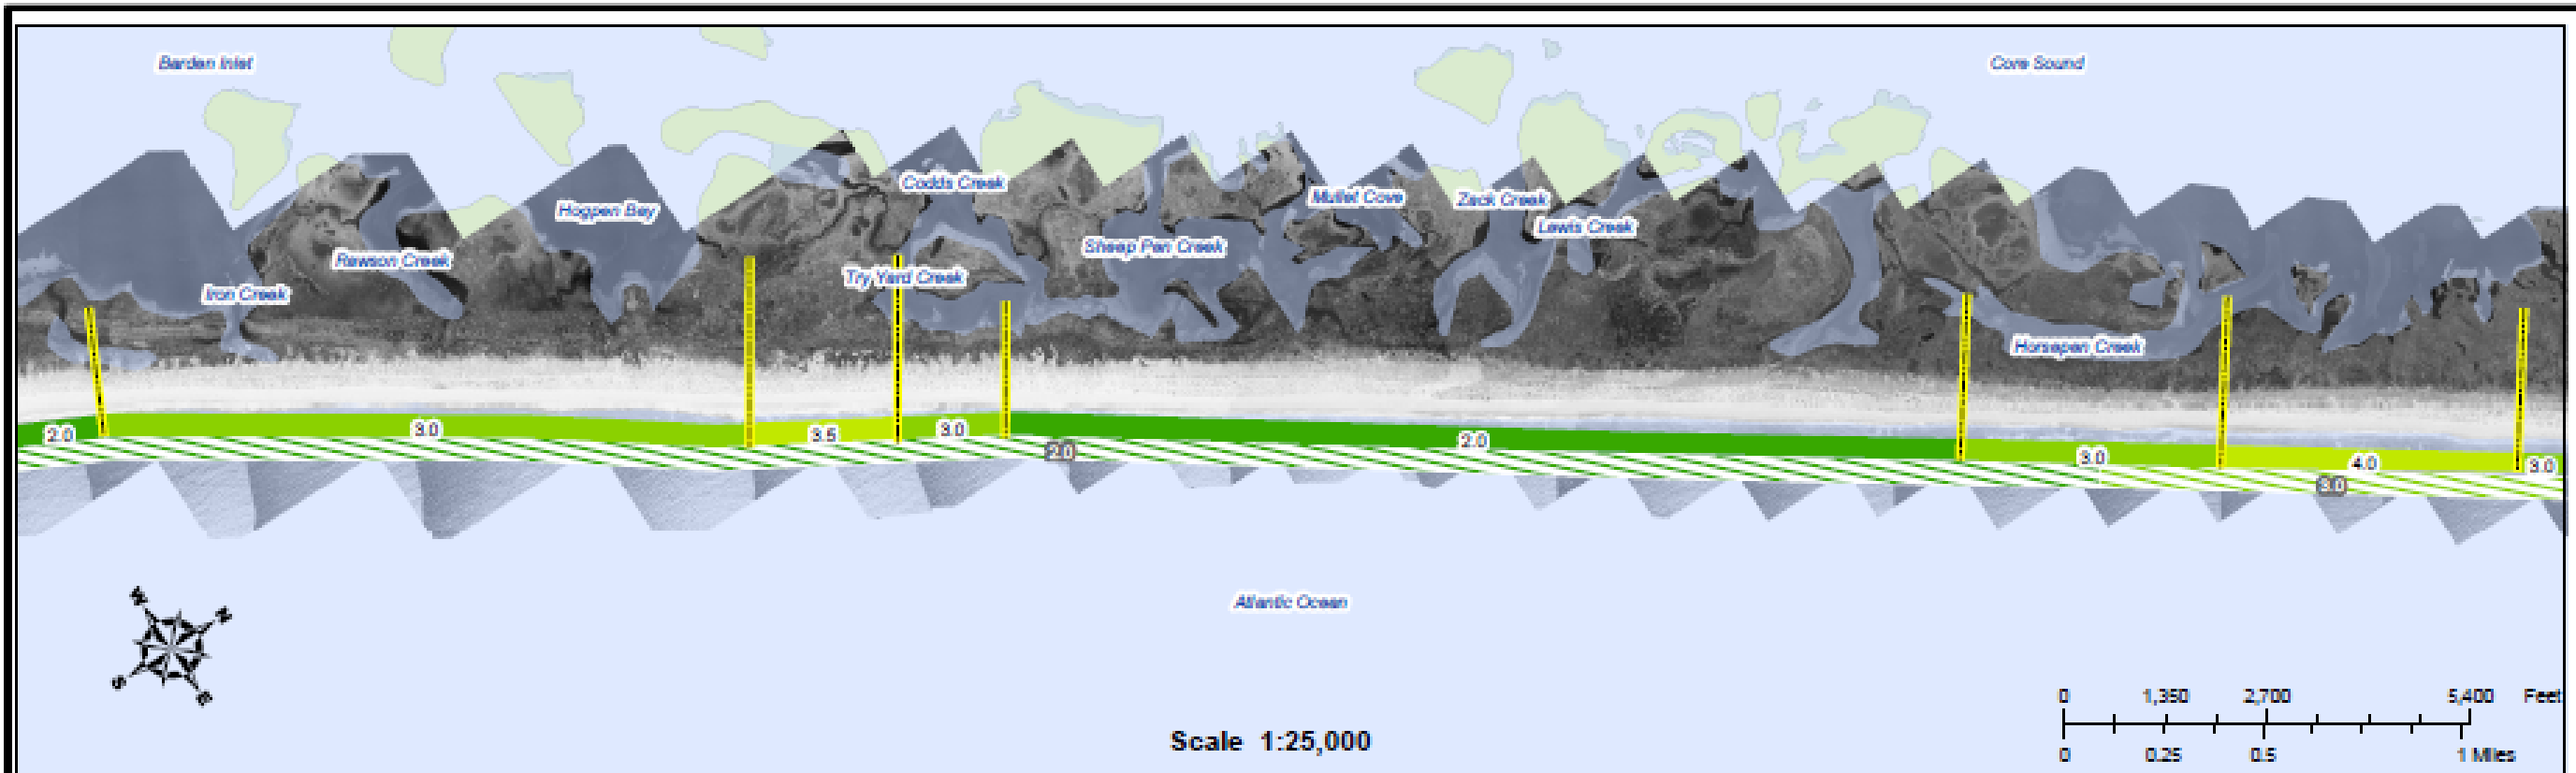 Barden Inlet
Core Sound
Codds Creek
Mullet Cove
Zack Creek
Hogpen Bay
Lewis Creek
Sheep Pen Creek
Rawson Creek
Try Yard Creek
Iron Creek
Horsepen Creek
2.0
3.0
3.5
3.0
2.0
2.0
3.0
4.0
3.0
3.0
Atlantic Ocean
N
S
Scale 1:25,000
0 1,350 2,700 5,400 Feet
0 0.25 0.5 1 Miles